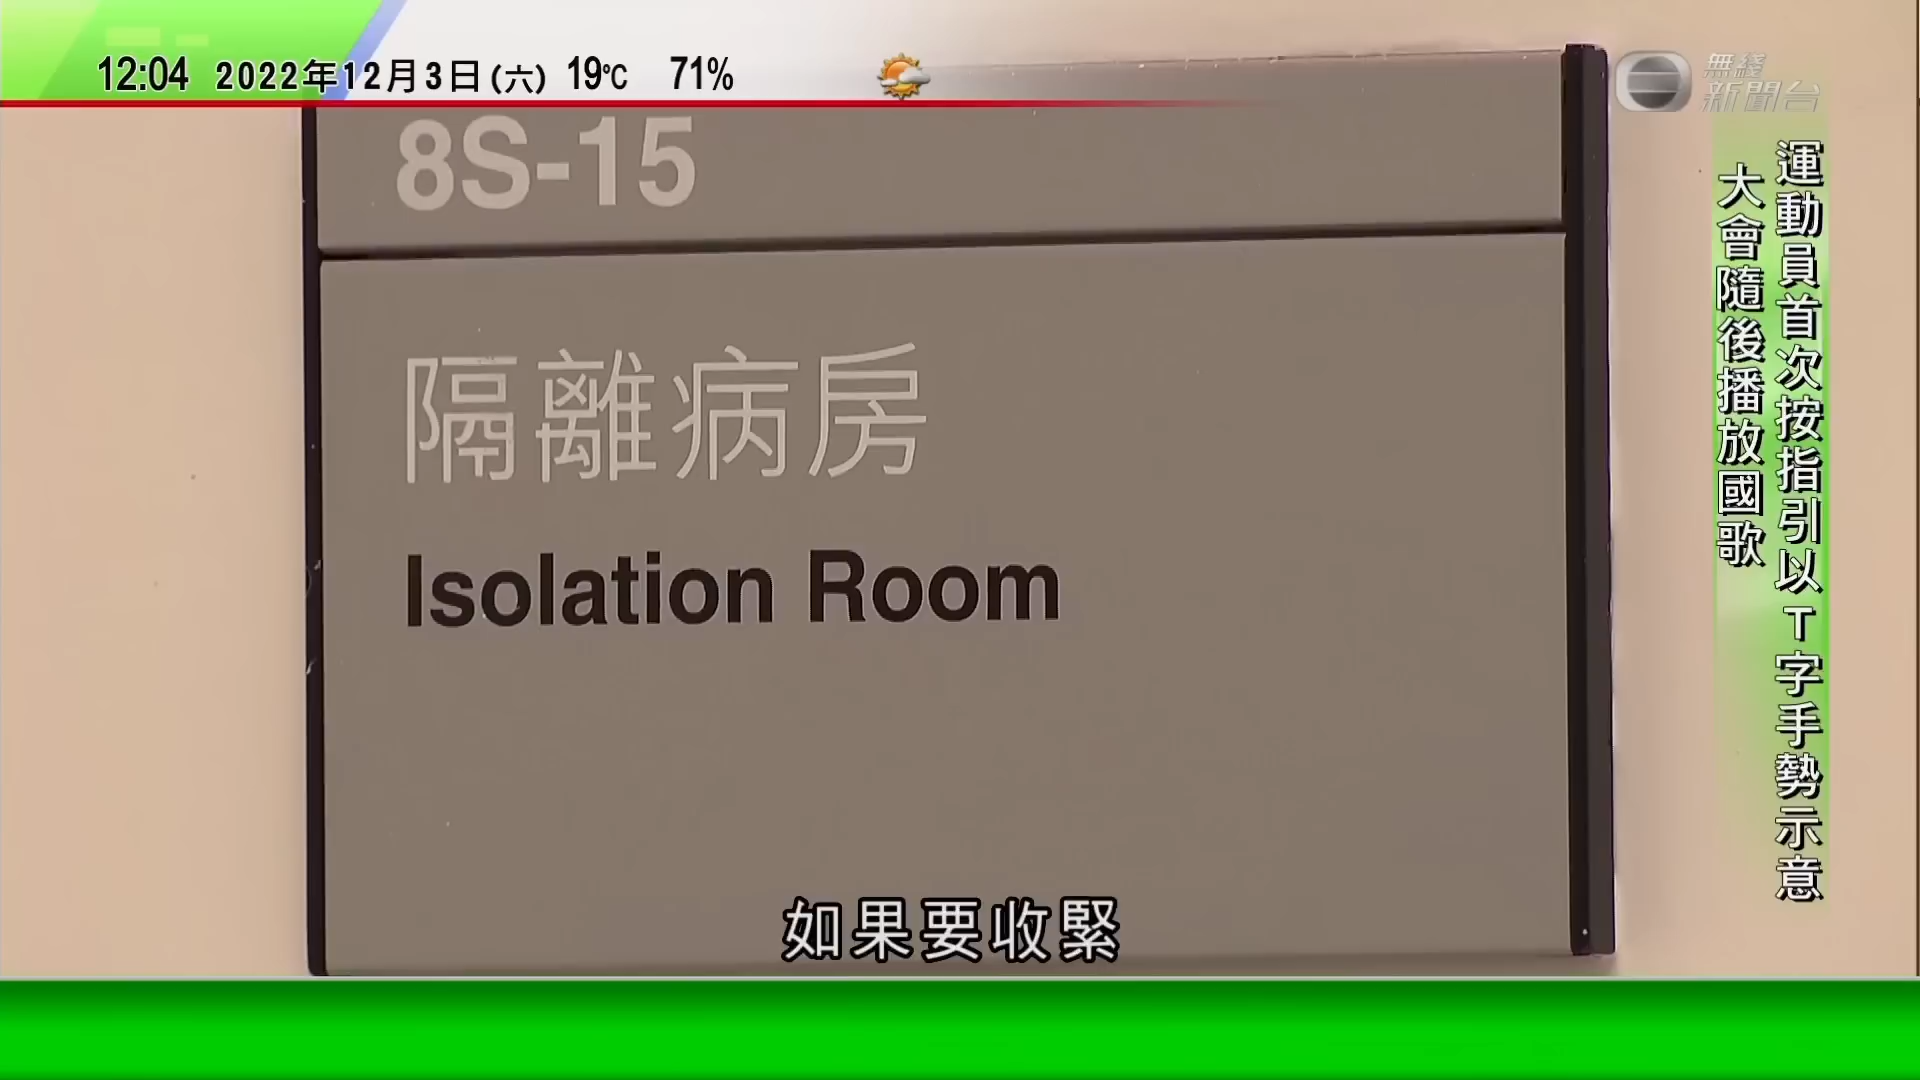 12:04 2022年12月3日(六) 19℃ 71%
無綫
新聞台
8S-15
隔離病房
Isolation Room
運動員首次按指引以T字手勢示意
大會隨後播放國歌
如果要收緊